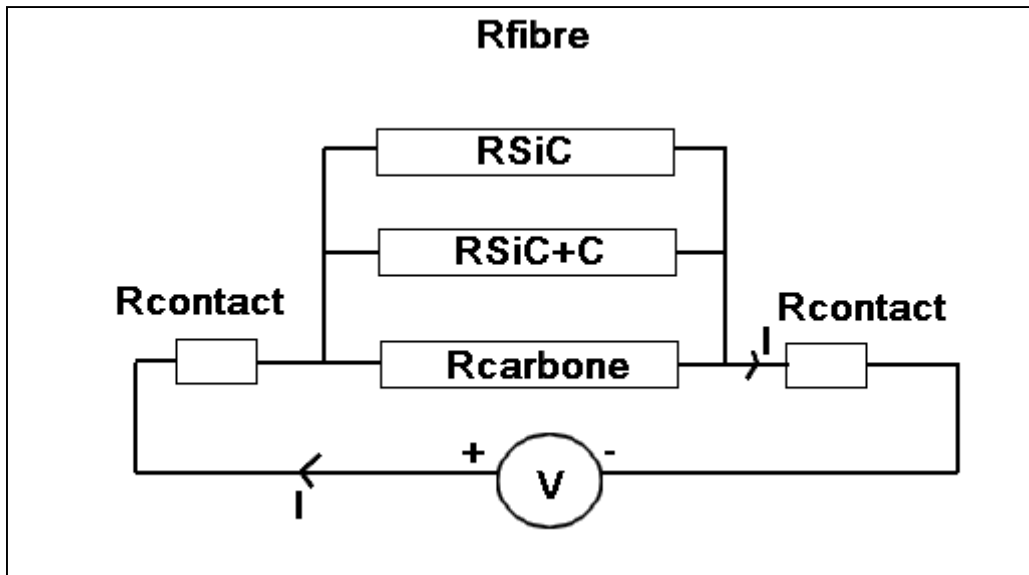 Rfibre
RSiC
RSiC+C
Rcontact
Rcontact
I
Rcarbone
+
-
V
I